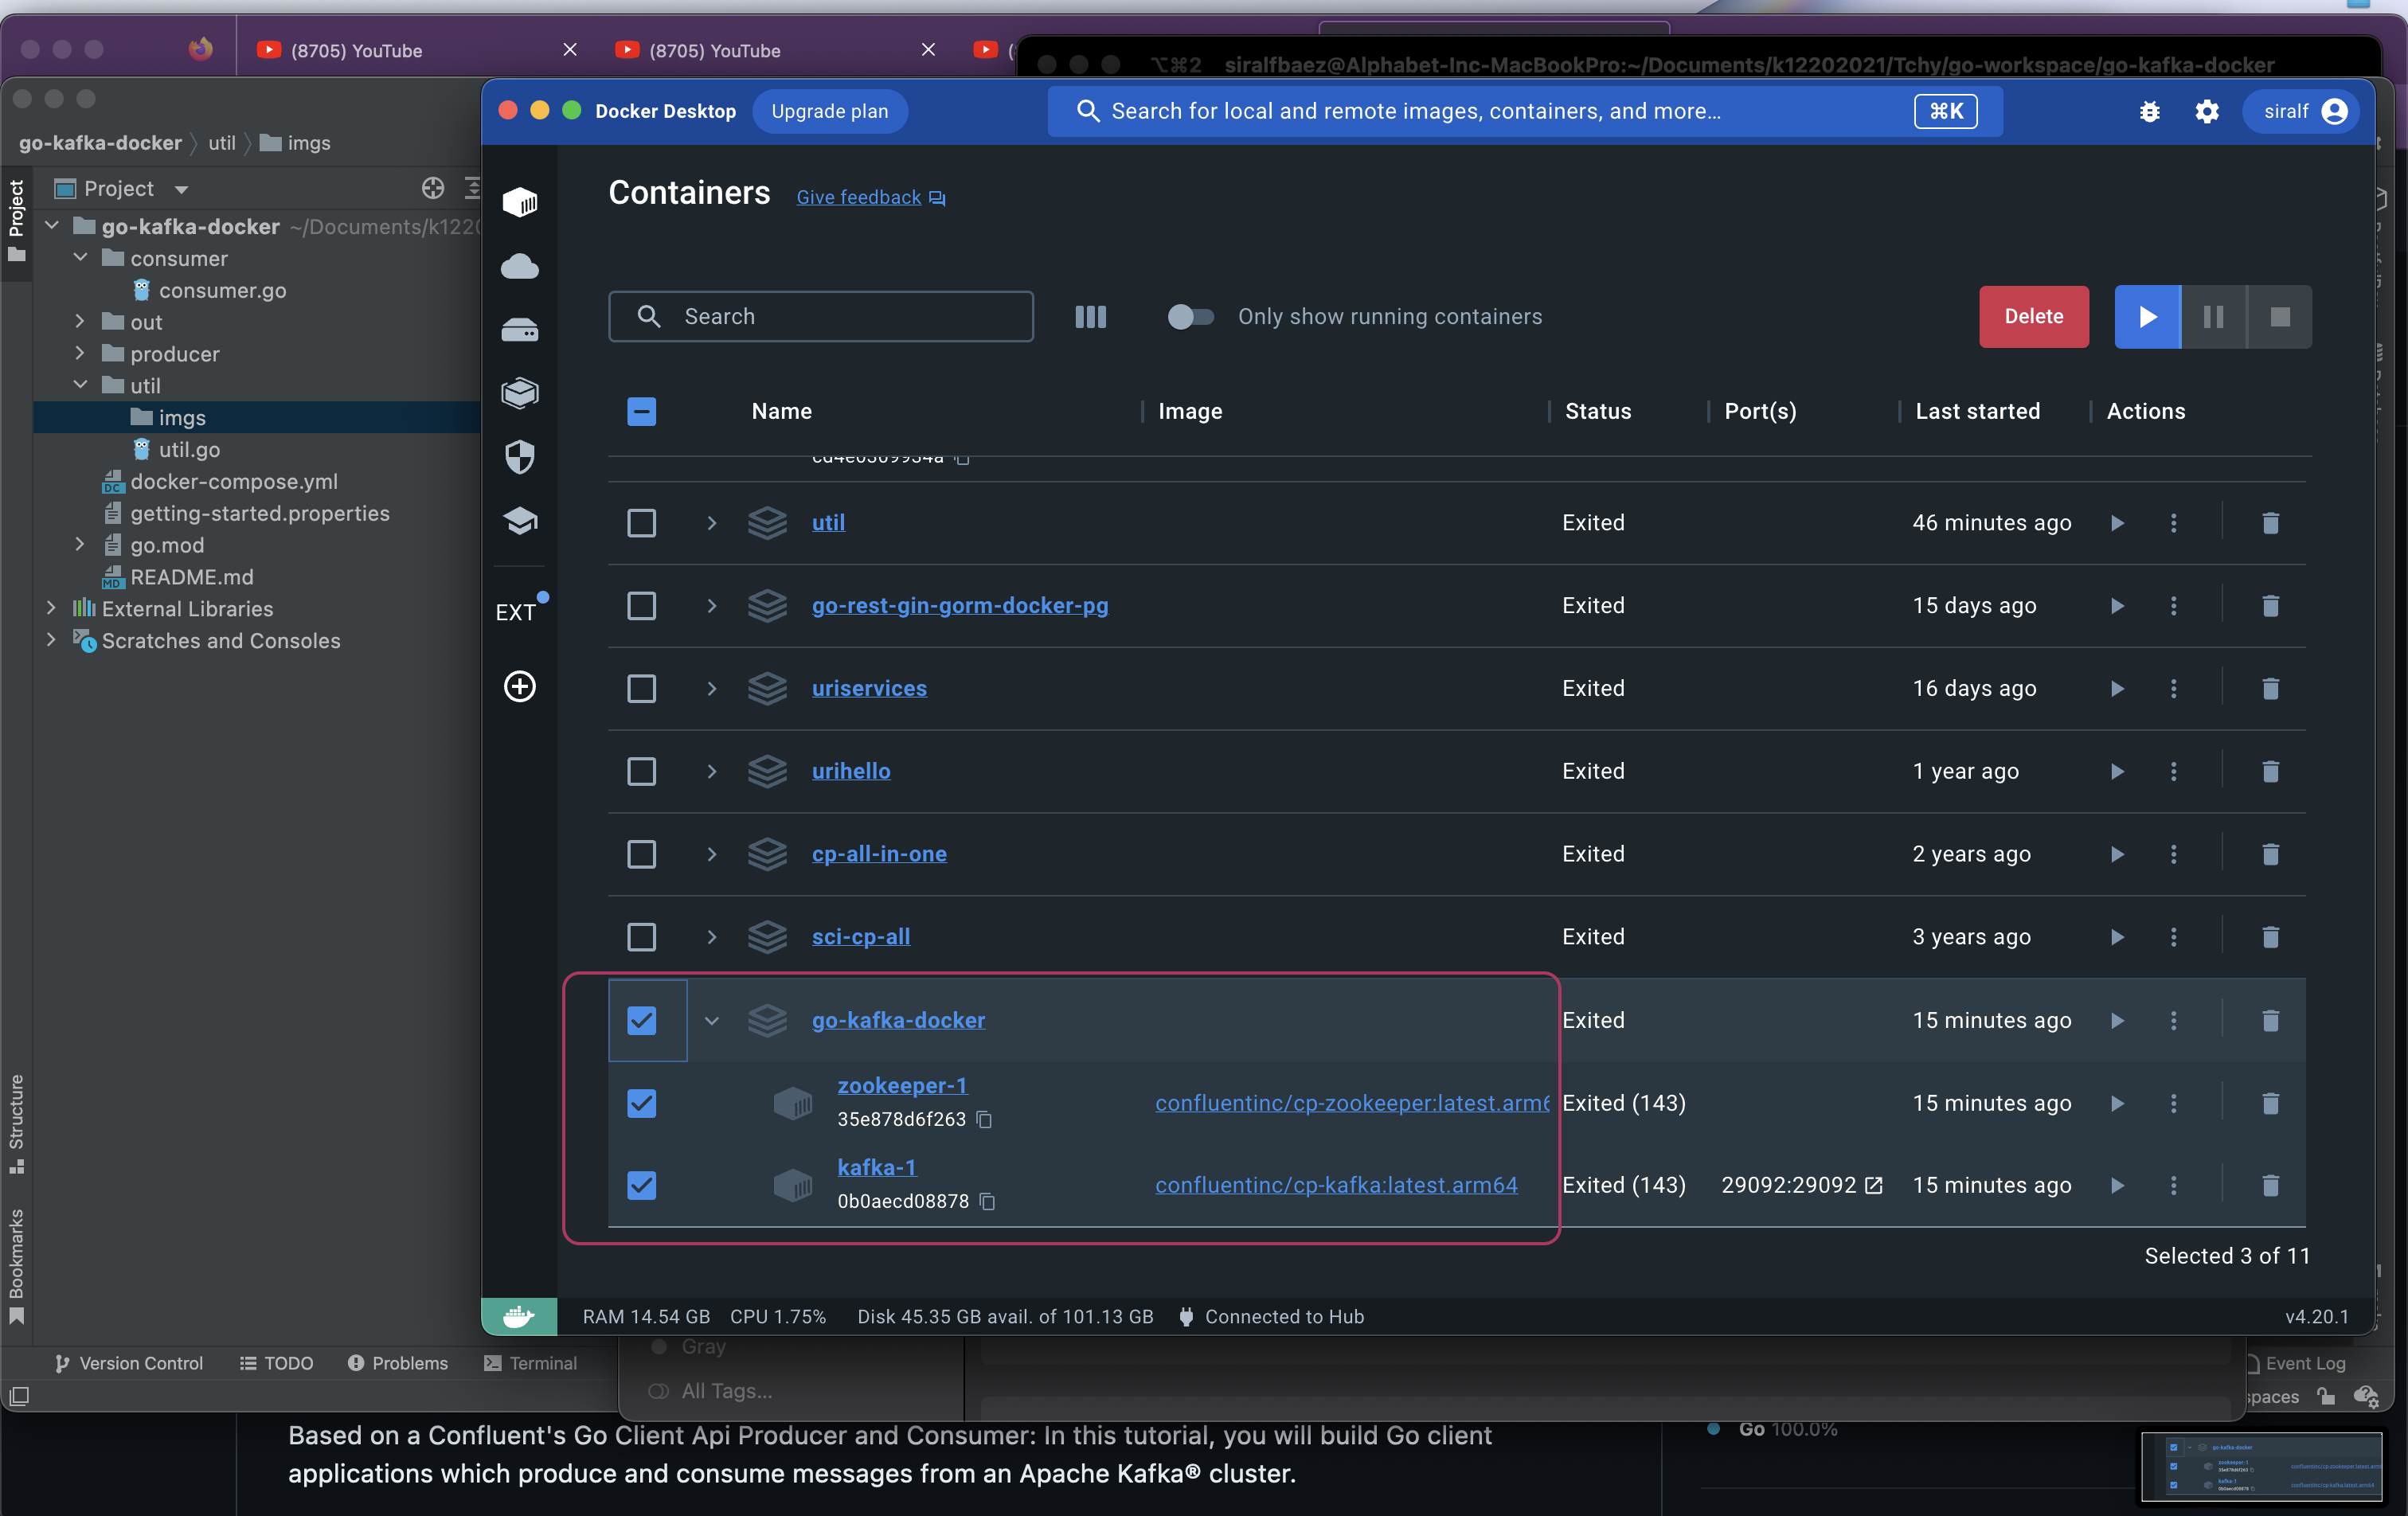 (8705) YouTube
(8705) YouTube
⌥⌘2 siralfbaez@Alphabet-Inc-MacBookPro:~/Documents/k12202021/Tchy/go-workspace/go-kafka-docker
go-kafka-docker
util
imgs
Project
Project
go-kafka-docker ~/Documents/k1220
consumer
consumer.go
out
producer
util
imgs
util.go
docker-compose.yml
getting-started.properties
go.mod
README.md
External Libraries
Scratches and Consoles
Structure
Bookmarks
Docker Desktop
Upgrade plan
Search for local and remote images, containers, and more...
⌘K
siralf
EXT
Containers
Give feedback
Search
Only show running containers
Delete
Name Image Status Port(s) Last started Actions
util Exited 46 minutes ago
go-rest-gin-gorm-docker-pg Exited 15 days ago
uriservices Exited 16 days ago
urihello Exited 1 year ago
cp-all-in-one Exited 2 years ago
sci-cp-all Exited 3 years ago
go-kafka-docker Exited 15 minutes ago
zookeeper-1
35e878d6f263
confluentinc/cp-zookeeper:latest.arm6 Exited (143) 15 minutes ago
kafka-1
0b0aecd08878
confluentinc/cp-kafka:latest.arm64 Exited (143) 29092:29092 15 minutes ago
Selected 3 of 11
RAM 14.54 GB CPU 1.75% Disk 45.35 GB avail. of 101.13 GB Connected to Hub v4.20.1
Gray
All Tags...
Version Control TODO Problems Terminal
Event Log
spaces
Based on a Confluent's Go Client Api Producer and Consumer: In this tutorial, you will build Go client
applications which produce and consume messages from an Apache Kafka® cluster.
Go 100.0%